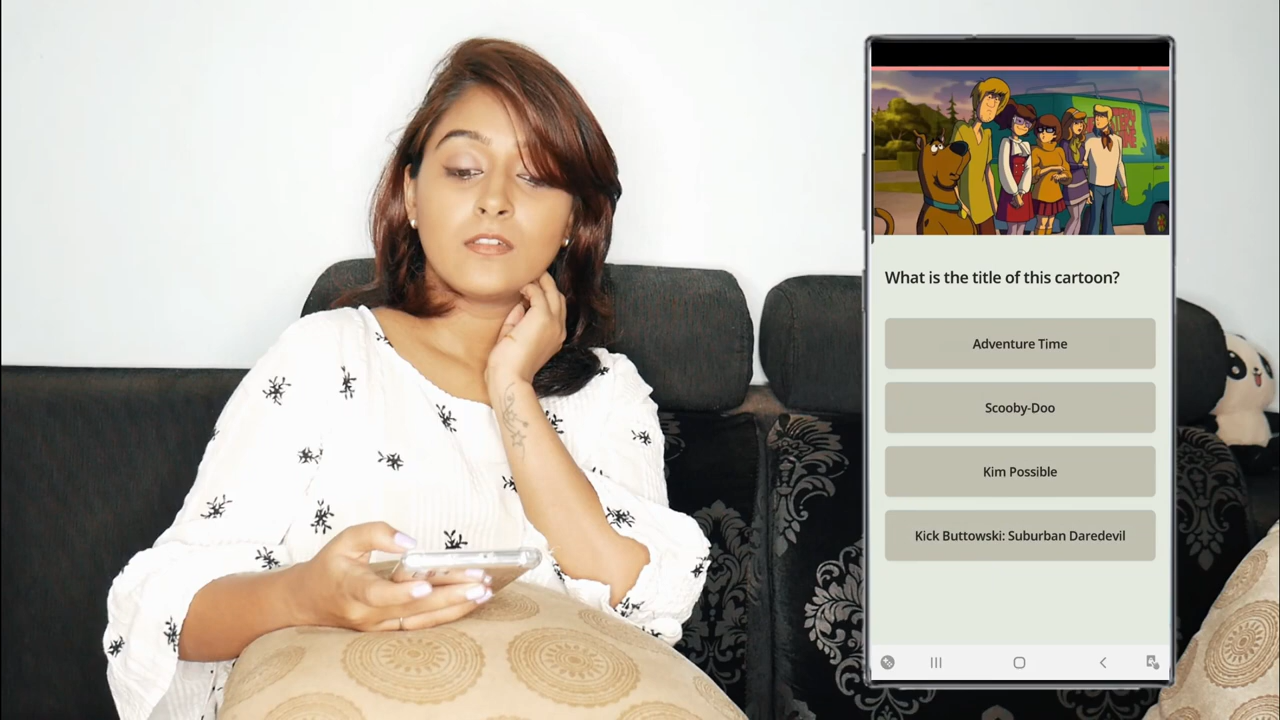 What is the title of this cartoon?
Adventure Time
Scooby-Doo
Kim Possible
Kick Buttowski: Suburban Daredevil